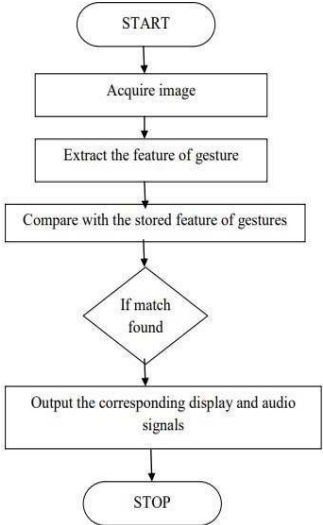 START
Acquire image
Extract the feature of gesture
Compare with the stored feature of gestures
If match
found
Output the corresponding display and audio
signals
STOP